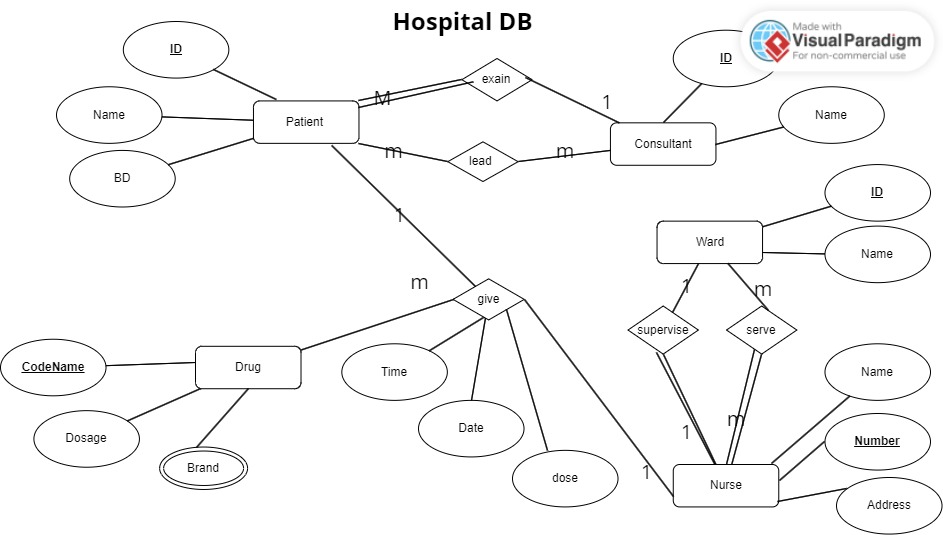 Hospital DB
Made with
Visual Paradigm
For non-commercial use
ID
ID
exain
M
1
Name
Patient
Name
Consultant
m
m
lead
BD
ID
1
Ward
Name
m
1
m
give
supervise
serve
Drug
CodeName
Time
Name
m
Dosage
Date
1
Number
Brand
dose
1
Nurse
Address